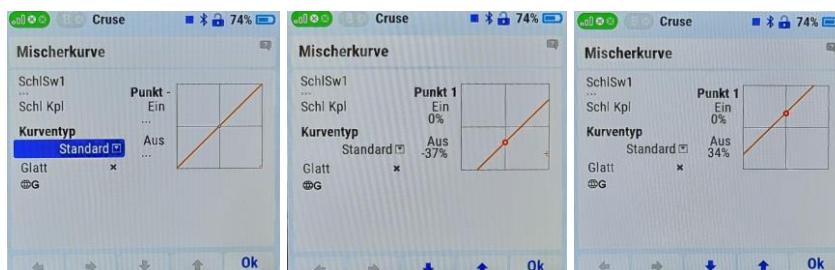 Cruse 74%
Mischerkurve
SchlSw1
...
Punkt -
Schl Kpl
Ein
...
Kurventyp
Aus
Standard
...
Glatt
G
Ok
Cruse 74%
Mischerkurve
SchlSw1
...
Punkt 1
Schl Kpl
Ein
0%
Kurventyp
Aus
Standard
-37%
Glatt
G
Ok
Cruse 74%
Mischerkurve
SchlSw1
...
Punkt 1
Schl Kpl
Ein
0%
Kurventyp
Aus
Standard
34%
Glatt
G
Ok